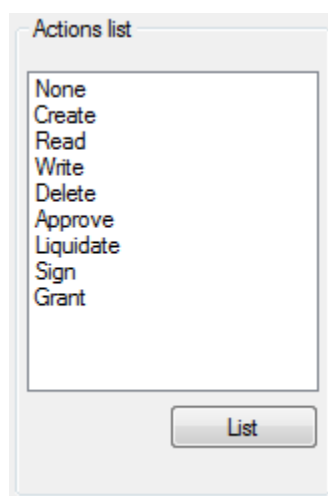 Actions list
None
Create
Read
Write
Delete
Approve
Liquidate
Sign
Grant
List